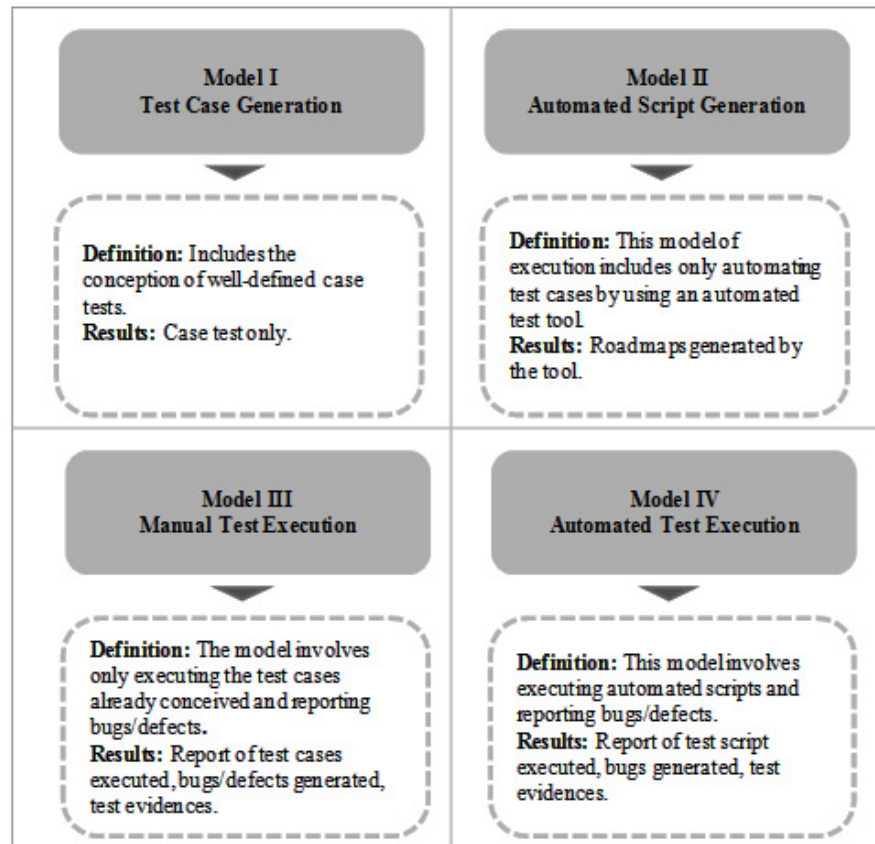 Model I
Test Case Generation
Definition: Includes the
conception of well-defined case
tests.
Results: Case test only.
Model II
Automated Script Generation
Definition: This model of
execution includes only automating
test cases by using an automated
test tool.
Results: Roadmaps generated by
the tool.
Model III
Manual Test Execution
Definition: The model involves
only executing the test cases
already conceived and reporting
bugs/defects.
Results: Report of test cases
executed, bugs/defects generated,
test evidences.
Model IV
Automated Test Execution
Definition: This model involves
executing automated scripts and
reporting bugs/defects.
Results: Report of test script
executed, bugs generated, test
evidences.